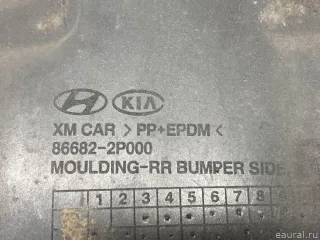 KIA
XM CAR > PP+EPDM <
86682-2P000
MOULDING-RR BUMPER SIDE
1 2 3 4 5 6 7 8
eaural.ru